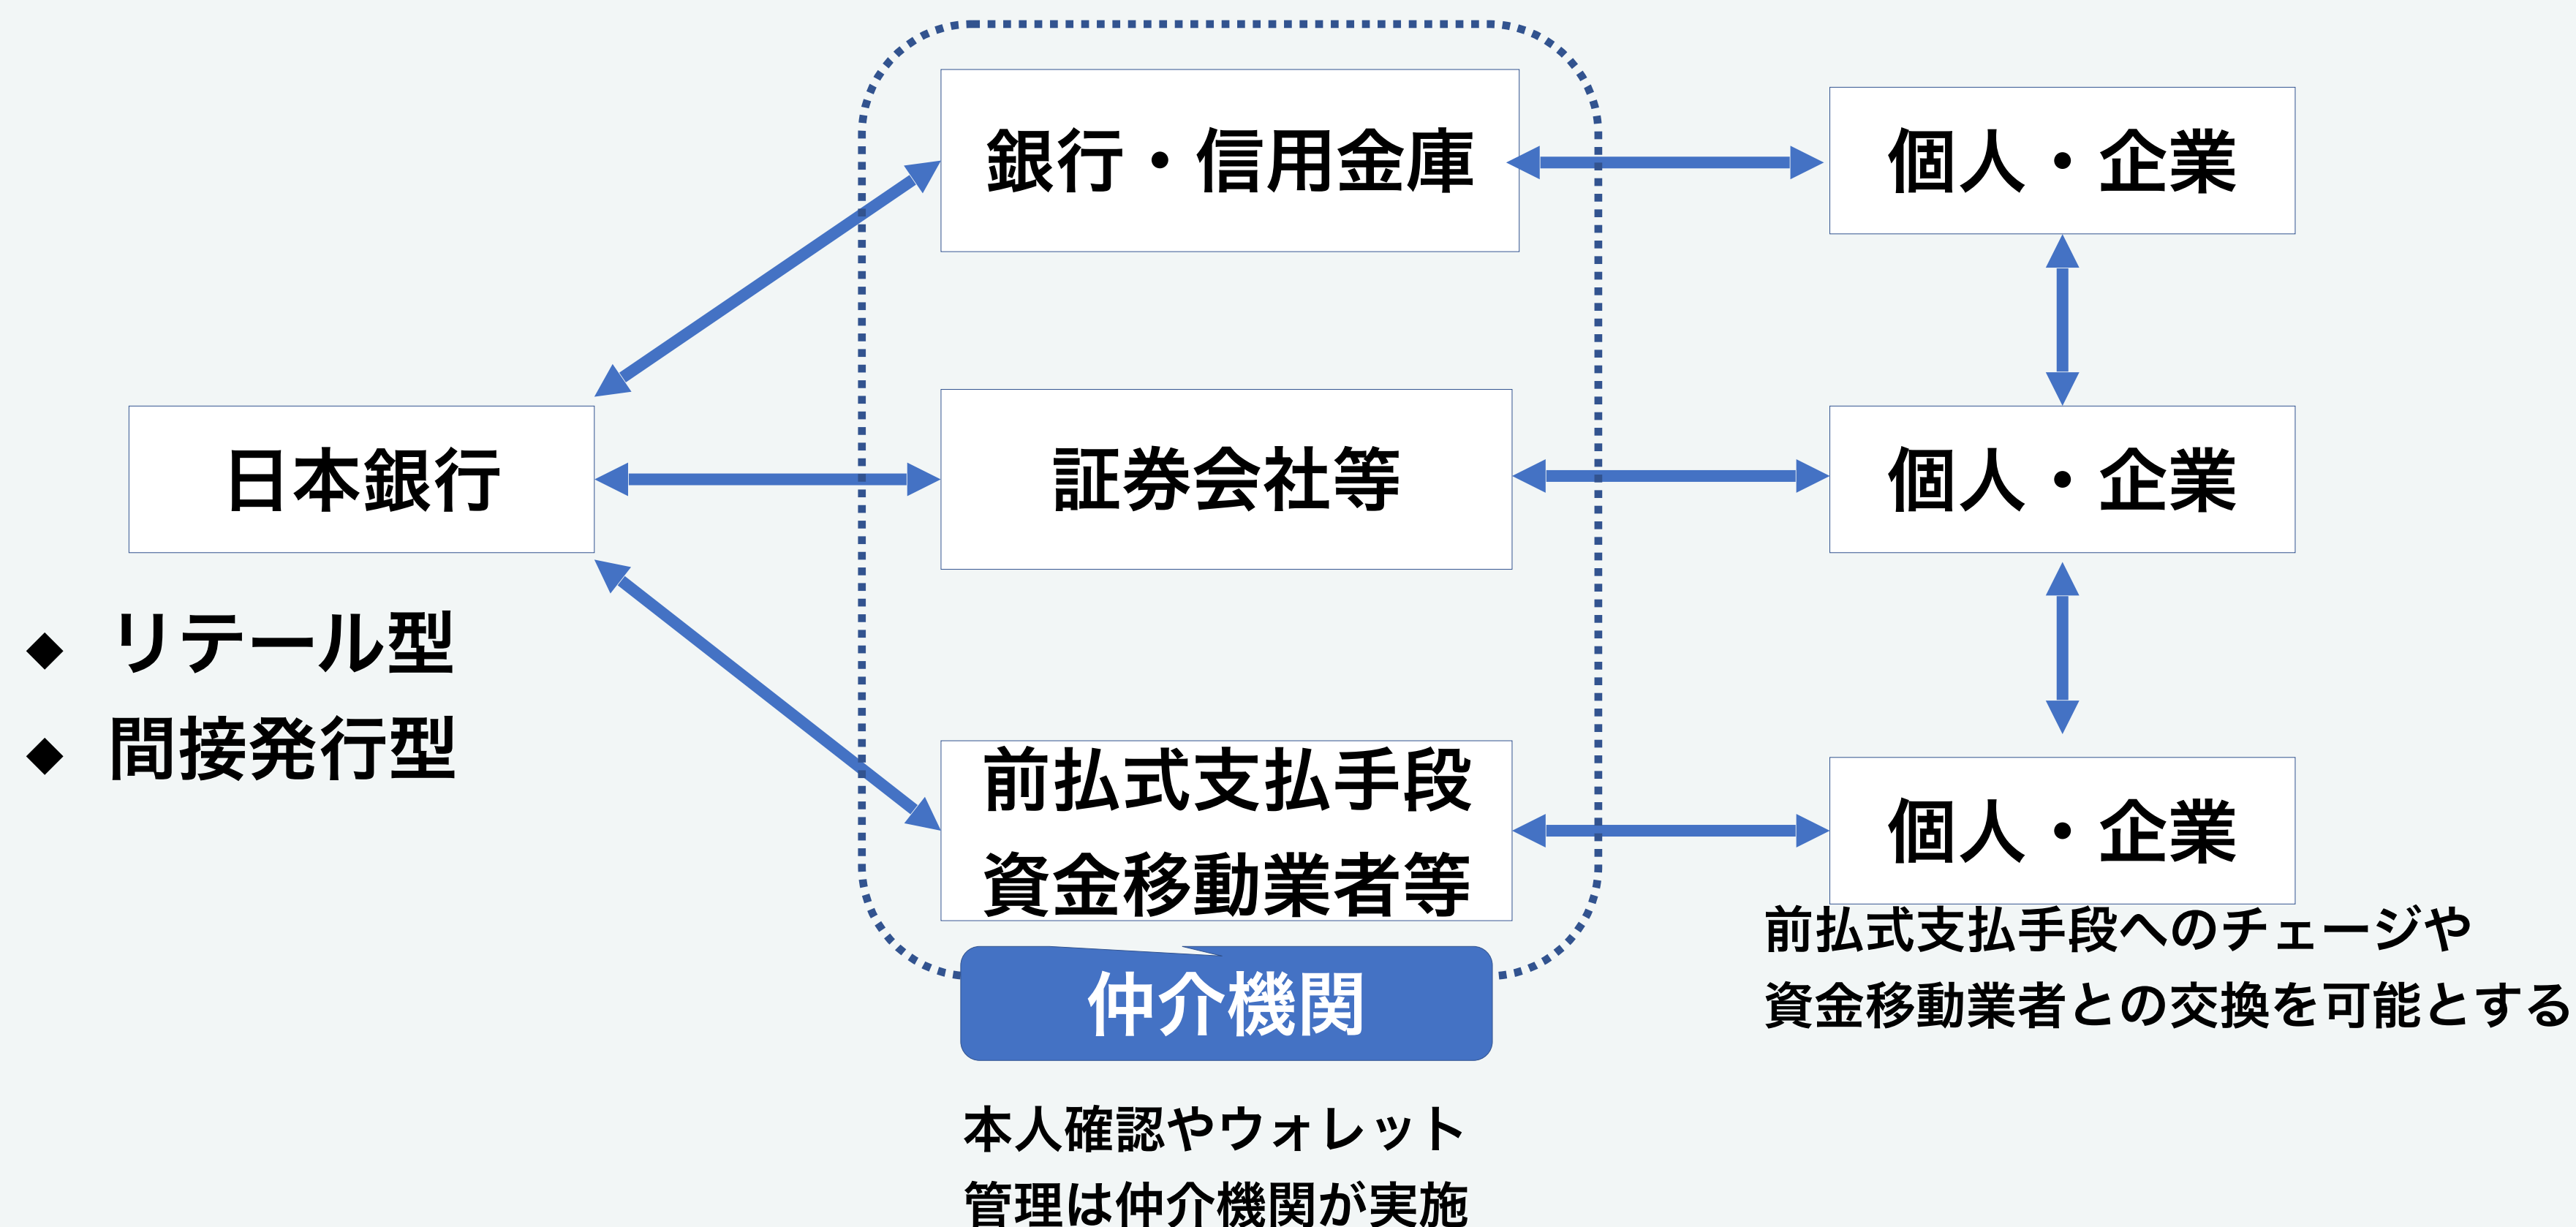 銀行・信用金庫
個人・企業
日本銀行
証券会社等
個人・企業
◆ リテール型
◆ 間接発行型
前払式支払手段
資金移動業者等
個人・企業
前払式支払手段へのチェージや
資金移動業者との交換を可能とする
仲介機関
本人確認やウォレット
管理は仲介機関が実施